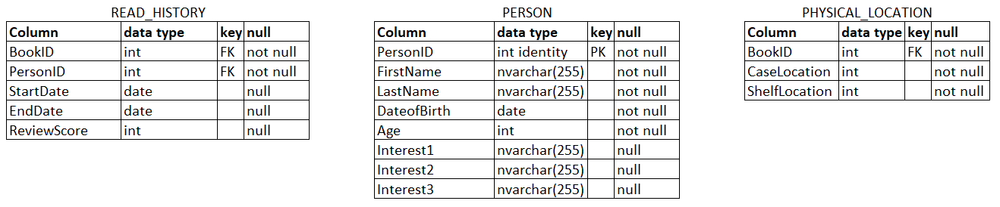 READ_HISTORY
Column data type key null
BookID int FK not null
PersonID int FK not null
StartDate date null
EndDate date null
ReviewScore int null
PERSON
Column data type key null
PersonID int identity PK not null
FirstName nvarchar(255) not null
LastName nvarchar(255) not null
DateofBirth date not null
Age int not null
Interest1 nvarchar(255) null
Interest2 nvarchar(255) null
Interest3 nvarchar(255) null
PHYSICAL_LOCATION
Column data type key null
BookID int FK not null
CaseLocation int not null
ShelfLocation int not null